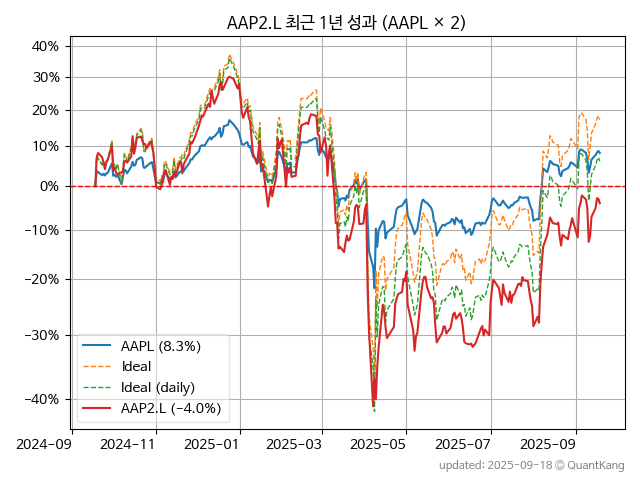 AAP2.L 최근 1년 성과 (AAPL × 2)
40%
30%
20%
10%
0%
−10%
−20%
−30%
−40%
AAPL (8.3%)
Ideal
Ideal (daily)
AAP2.L (−4.0%)
2024−09 2024−11 2025−01 2025−03 2025−05 2025−07 2025−09
updated: 2025−09−18 © QuantKang